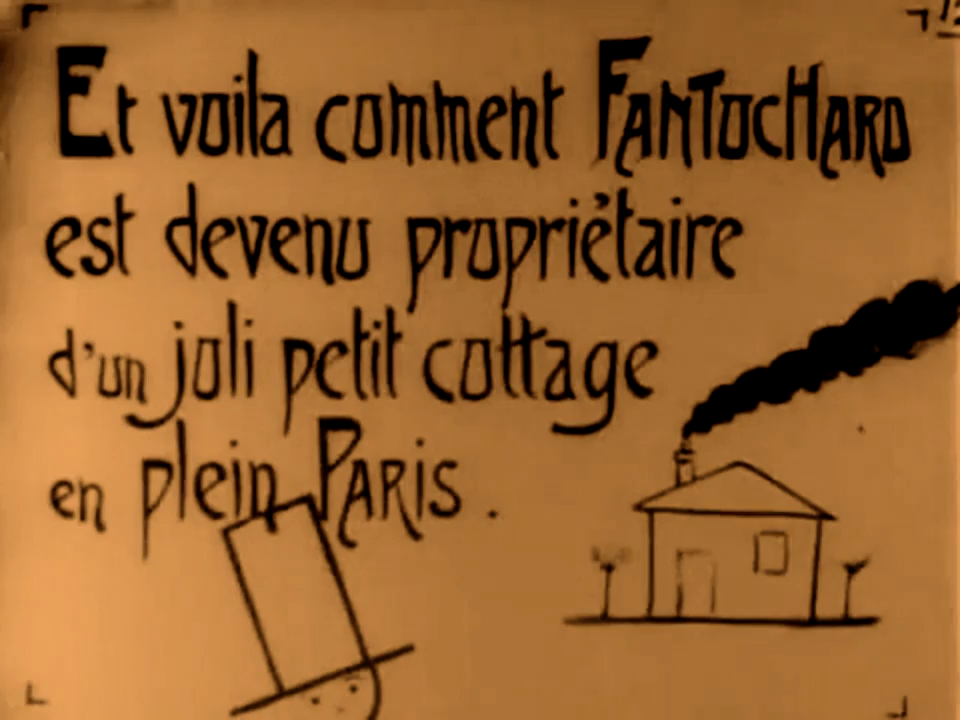 Et voila comment FANTOCHARD
est devenu propriétaire
d'un joli petit cottage
en plein PARIS.